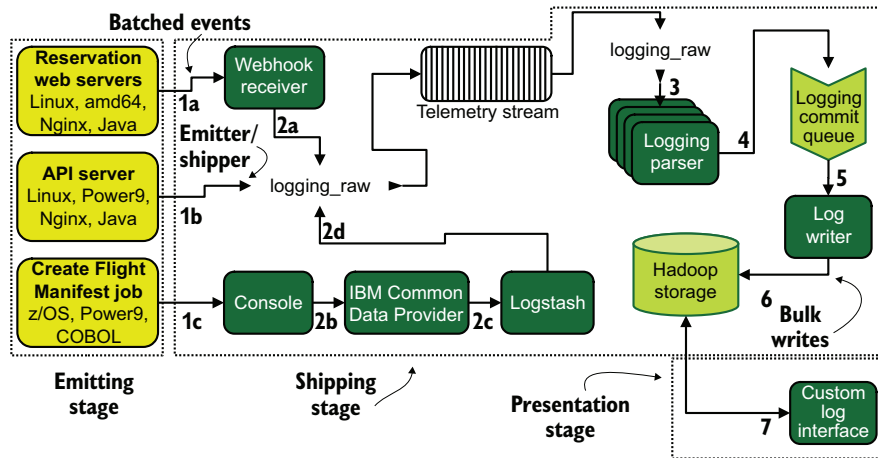 Batched events
Reservation
web servers
Linux, amd64,
Nginx, Java
1a
Webhook
receiver
2a
Emitter/
shipper
API server
Linux, Power9,
Nginx, Java
1b
logging_raw
2d
Create Flight
Manifest job
z/OS, Power9,
COBOL
1c
Console
2b
IBM Common
Data Provider
2c
Logstash
Telemetry stream
logging_raw
3
Logging
parser
4
Logging
commit
queue
5
Log
writer
Hadoop
storage
6
Bulk
writes
Emitting
stage
Shipping
stage
Presentation
stage
7
Custom
log
interface